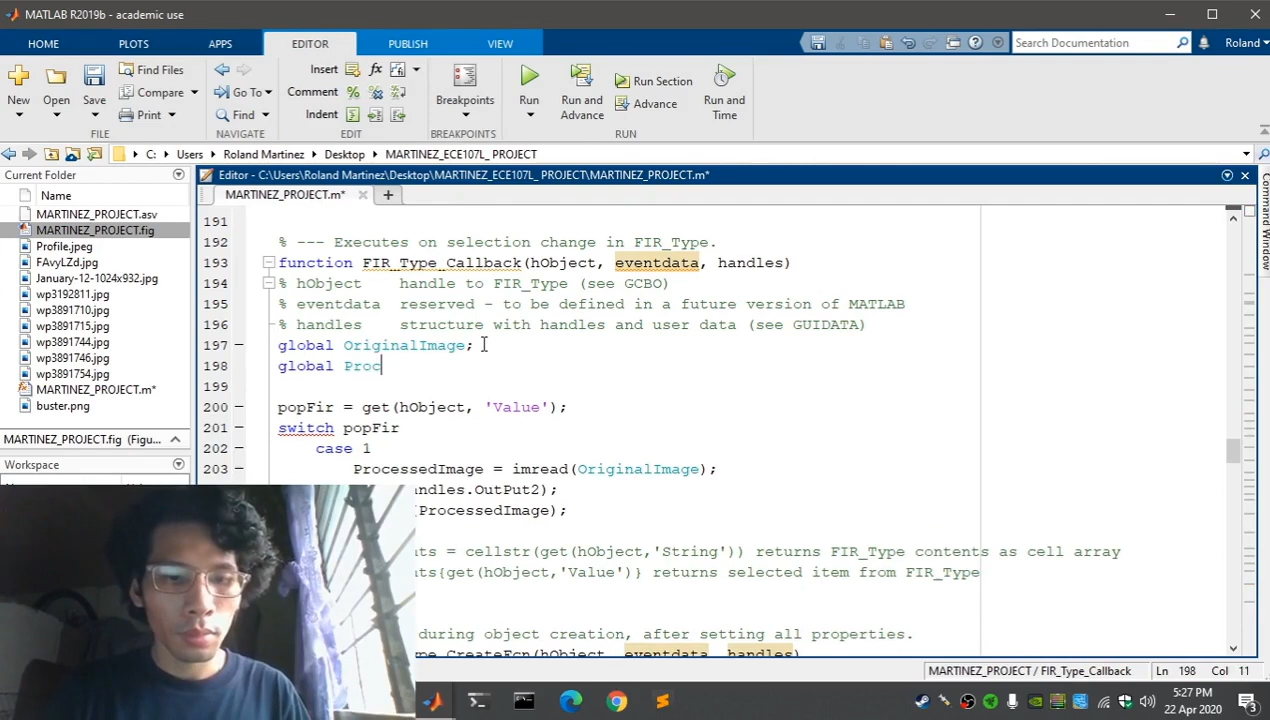 MATLAB R2019b - academic use
HOME PLOTS APPS EDITOR PUBLISH VIEW Search Documentation Roland
New Open Save Find Files Compare Print Go To Find Insert Comment Indent Breakpoints Run Run and Advance Run Section Advance Run and Time
FILE NAVIGATE EDIT BREAKPOINTS RUN
C: Users Roland Martinez Desktop MARTINEZ_ECE107L_ PROJECT
Current Folder
Name
MARTINEZ_PROJECT.asv
MARTINEZ_PROJECT.fig
Profile.jpeg
FAvyLZd.jpg
January-12-1024x932.jpg
wp3192811.jpg
wp3891710.jpg
wp3891715.jpg
wp3891744.jpg
wp3891746.jpg
wp3891754.jpg
MARTINEZ_PROJECT.m*
buster.png
MARTINEZ_PROJECT.fig (Figu...
Workspace
Editor - C:\Users\Roland Martinez\Desktop\MARTINEZ_ECE107L_ PROJECT\MARTINEZ_PROJECT.m*
MARTINEZ_PROJECT.m*
191
192 % --- Executes on selection change in FIR_Type.
193 function FIR_Type_Callback(hObject, eventdata, handles)
194 % hObject    handle to FIR_Type (see GCBO)
195 % eventdata  reserved - to be defined in a future version of MATLAB
196 % handles    structure with handles and user data (see GUIDATA)
197 global OriginalImage;
198 global Proc
199
200 popFir = get(hObject, 'Value');
201 switch popFir
202 case 1
203 ProcessedImage = imread(OriginalImage);
ndles.OutPut2);
(ProcessedImage);
nts = cellstr(get(hObject,'String')) returns FIR_Type contents as cell array
nts{get(hObject,'Value')} returns selected item from FIR_Type
during object creation, after setting all properties.
ype_CreateFcn(hObject, eventdata, handles)
MARTINEZ_PROJECT / FIR_Type_Callback Ln 198 Col 11
Command Window
5:27 PM
22 Apr 2020
3